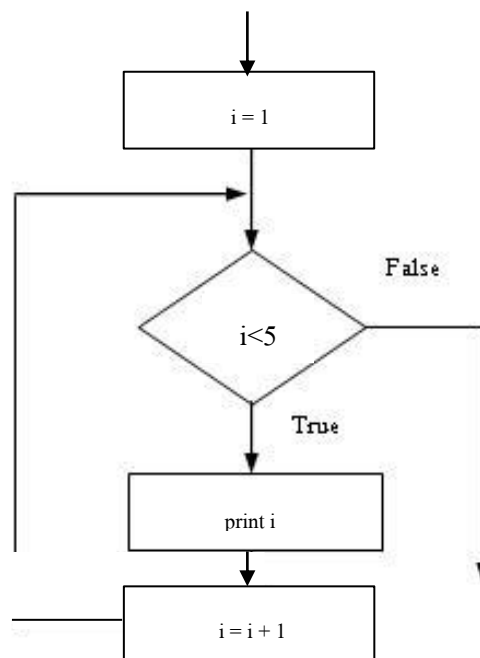 i = 1
False
i<5
True
print i
i = i + 1